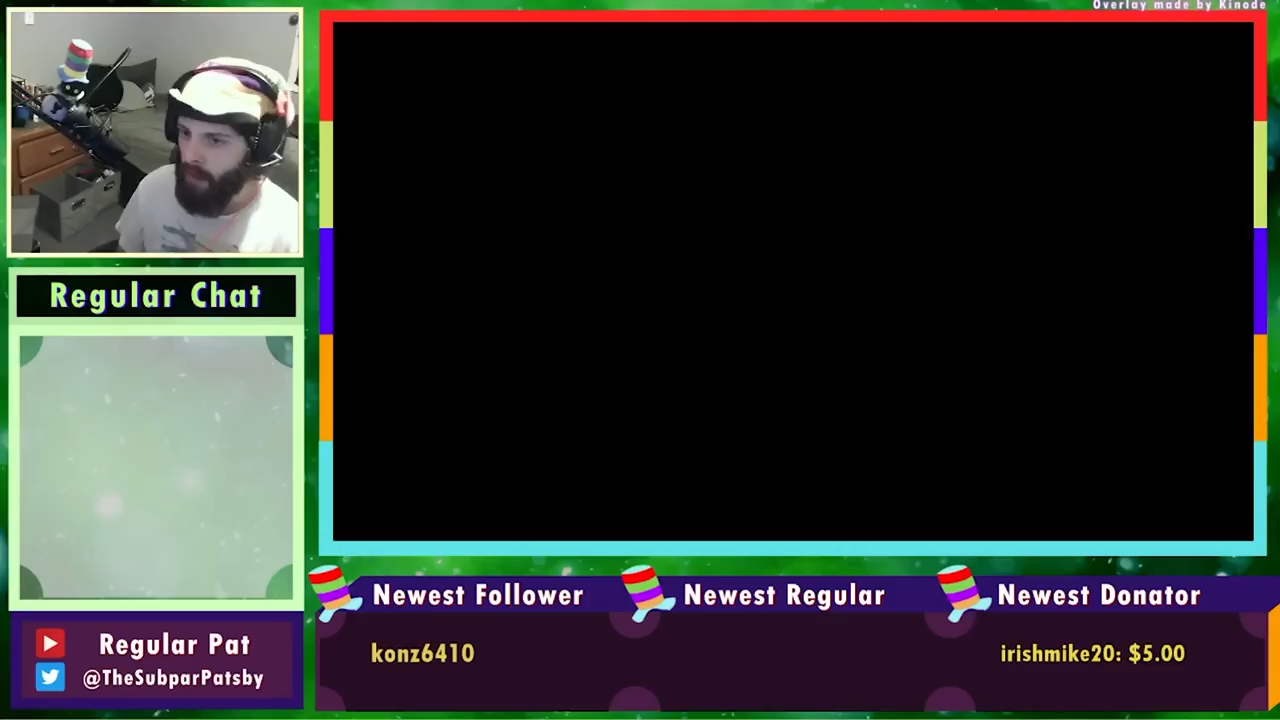 Overlay made by Kinode
Regular Chat
Newest Follower
Newest Regular
Newest Donator
konz6410
irishmike20: $5.00
Regular Pat
@TheSubparPatsby